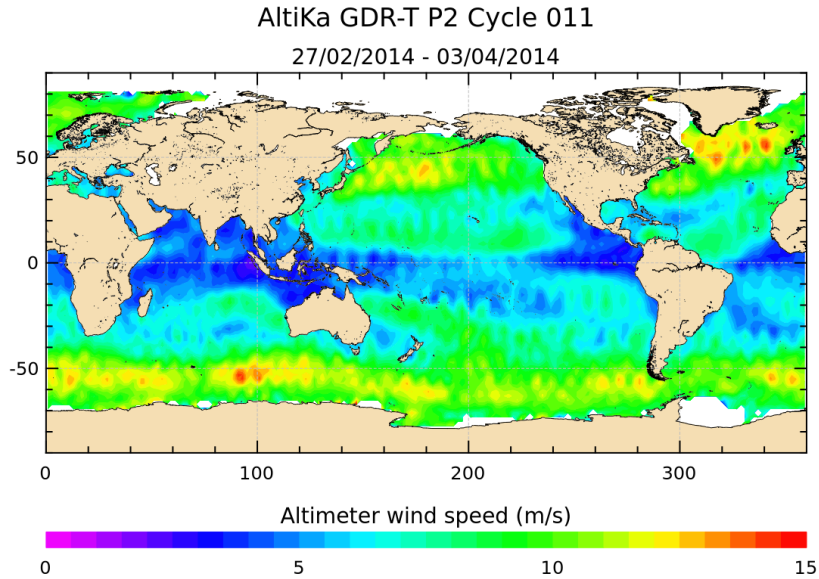 AltiKa GDR-T P2 Cycle 011
27/02/2014 - 03/04/2014
50
0
-50
0 100 200 300
Altimeter wind speed (m/s)
0 5 10 15